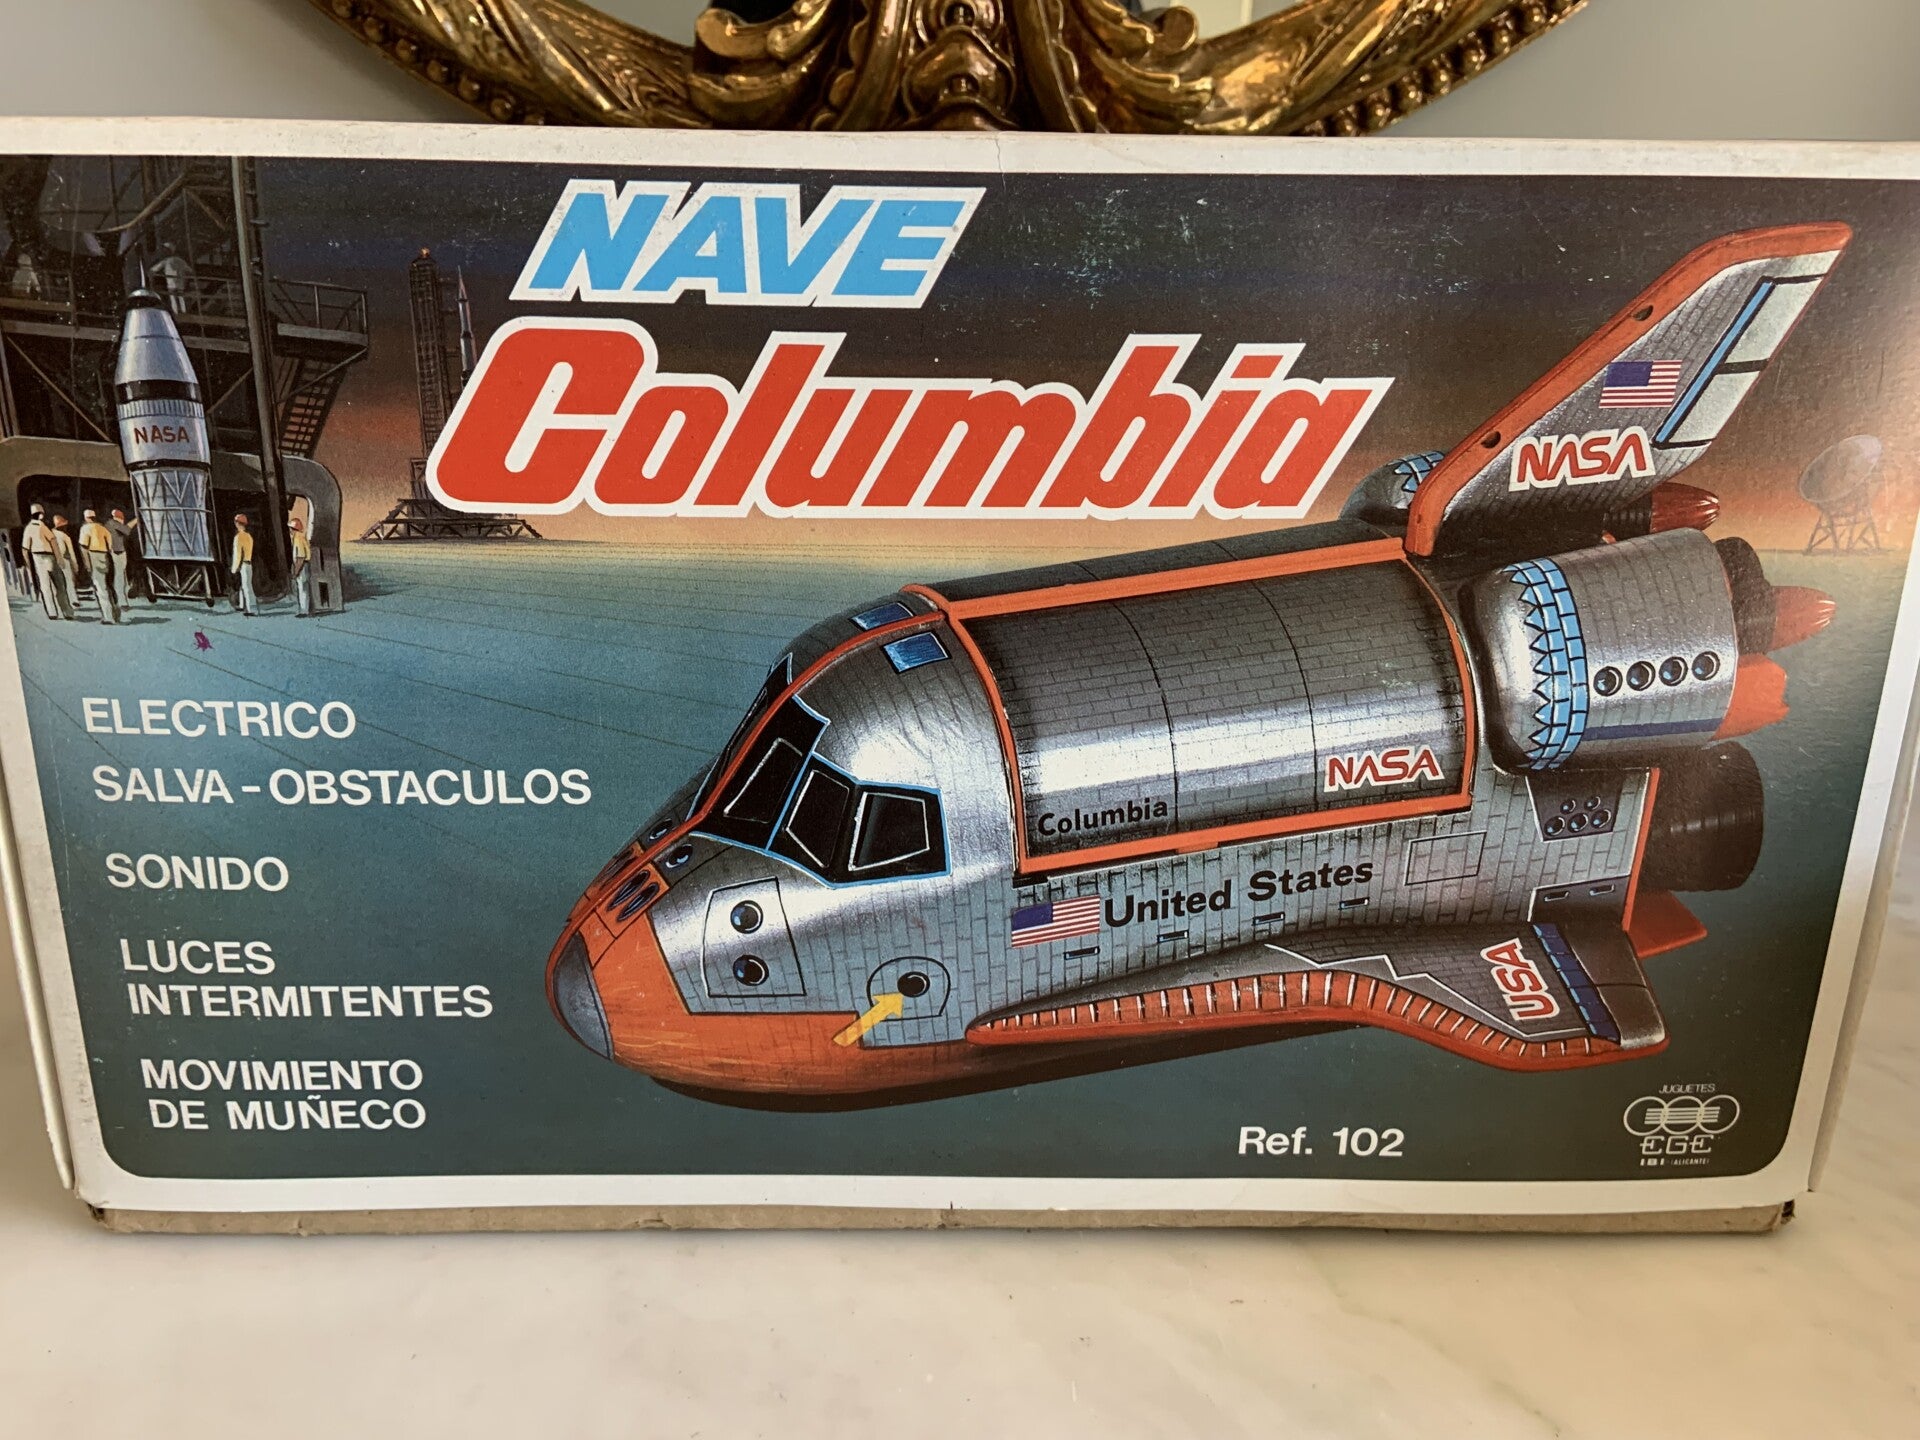 NAVE
Columbia
NASA
NASA
NASA
Columbia
United States
USA
ELECTRICO
SALVA-OBSTACULOS
SONIDO
LUCES
INTERMITENTES
MOVIMIENTO
DE MUÑECO
Ref. 102
JUGUETES
EGE
IBI (ALICANTE)